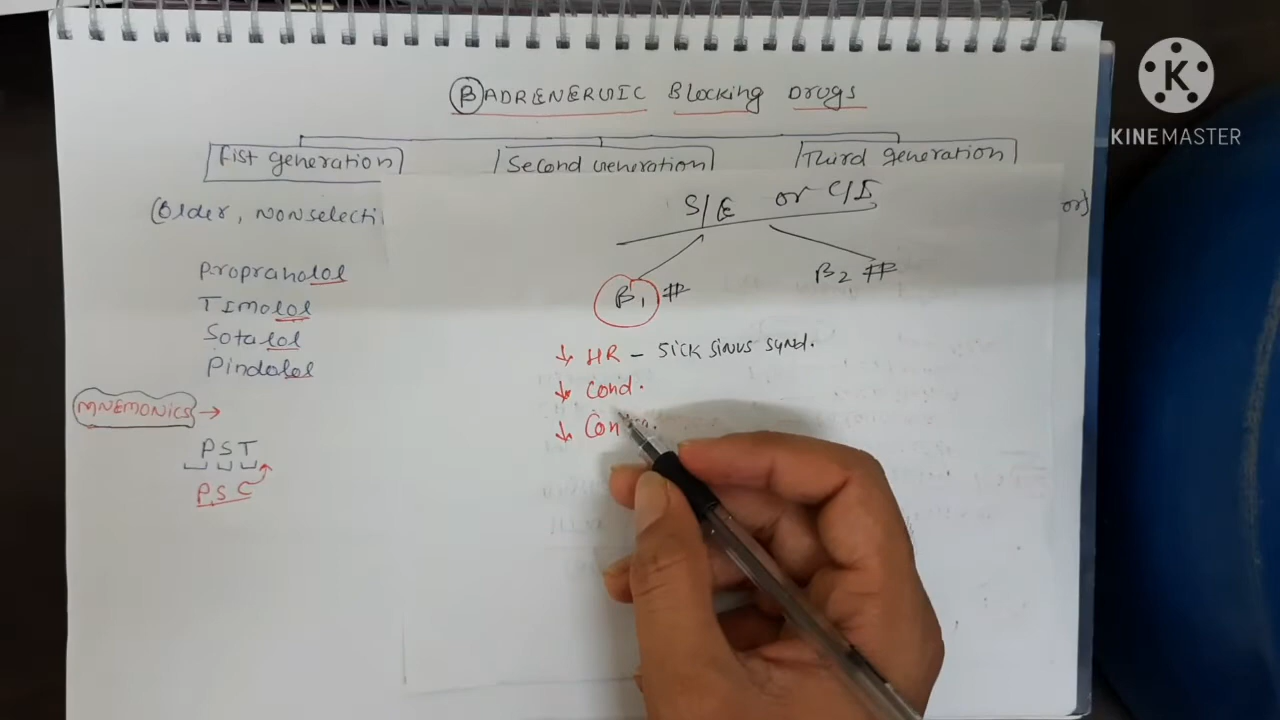 β ADRENERGIC Blocking Drugs
Fist generation
Second Generation
Third generation
(Older, Nonselecti
or)
S/E or C/I
β1 #
β2 #
Propranolol
Timolol
Sotalol
Pindolol
↓ HR - Sick sinus synd.
↓ Cond.
↓ Con
MNEMONICS →
PST
PSC
K
KINEMASTER